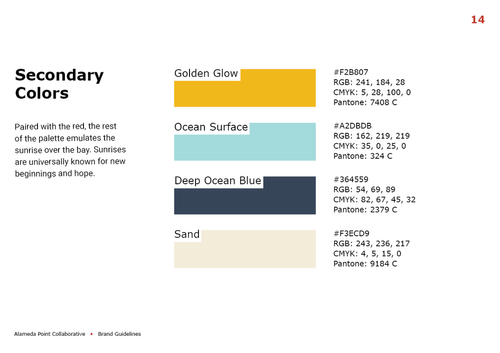 14
Secondary
Colors
Paired with the red, the rest
of the palette emulates the
sunrise over the bay. Sunrises
are universally known for new
beginnings and hope.
Golden Glow
#F2B807
RGB: 241, 184, 28
CMYK: 5, 28, 100, 0
Pantone: 7408 C
Ocean Surface
#A2DBDB
RGB: 162, 219, 219
CMYK: 35, 0, 25, 0
Pantone: 324 C
Deep Ocean Blue
#364559
RGB: 54, 69, 89
CMYK: 82, 67, 45, 32
Pantone: 2379 C
Sand
#F3ECD9
RGB: 243, 236, 217
CMYK: 4, 5, 15, 0
Pantone: 9184 C
Alameda Point Collaborative • Brand Guidelines